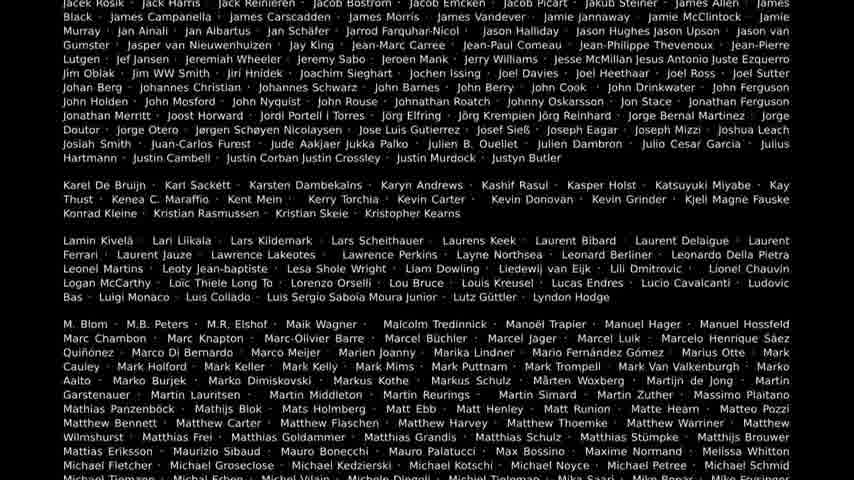 Jacek Rosik · Jack Harris · Jack Reinieren · Jacob Boström · Jacob Emcken · Jacob Picart · Jakub Steiner · James Allen · James
Black · James Campanella · James Carscadden · James Morris · James Vandever · Jamie Jannaway · Jamie McClintock · Jamie
Murray · Jan Ainali · Jan Albartus · Jan Schäfer · Jarrod Farquhar-Nicol · Jason Halliday · Jason Hughes Jason Upson · Jason van
Gumster · Jasper van Nieuwenhuizen · Jay King · Jean-Marc Carree · Jean-Paul Comeau · Jean-Philippe Thevenoux · Jean-Pierre
Lutgen · Jef Jansen · Jeremiah Wheeler · Jeremy Sabo · Jeroen Mank · Jerry Williams · Jesse McMillan Jesus Antonio Juste Ezquerro
Jim Oblak · Jim WW Smith · Jiri Hnidek · Joachim Sieghart · Jochen Issing · Joel Davies · Joel Heethaar · Joel Ross · Joel Sutter
Johan Berg · Johannes Christian · Johannes Schwarz · John Barnes · John Berry · John Cook · John Drinkwater · John Ferguson
John Holden · John Mosford · John Nyquist · John Rouse · Johnathan Roatch · Johnny Oskarsson · Jon Stace · Jonathan Ferguson
Jonathan Merritt · Joost Horward · Jordi Portell i Torres · Jörg Elfring · Jörg Krempien Jörg Reinhard · Jorge Bernal Martinez · Jorge
Doutor · Jorge Otero · Jørgen Schøyen Nicolaysen · Jose Luis Gutierrez · Josef Sieß · Joseph Eagar · Joseph Mizzi · Joshua Leach
Josiah Smith · Juan-Carlos Furest · Jude Aakjaer Jukka Palko · Julien B. Ouellet · Julien Dambron · Julio Cesar Garcia · Julius
Hartmann · Justin Cambell · Justin Corban Justin Crossley · Justin Murdock · Justyn Butler
Karel De Bruijn · Karl Sackett · Karsten Dambekalns · Karyn Andrews · Kashif Rasul · Kasper Holst · Katsuyuki Miyabe · Kay
Thust · Kenea C. Maraffio · Kent Mein · Kerry Torchia · Kevin Carter · Kevin Donovan · Kevin Grinder · Kjell Magne Fauske
Konrad Kleine · Kristian Rasmussen · Kristian Skeie · Kristopher Kearns
Lamin Kivelä · Lari Liikala · Lars Kildemark · Lars Scheithauer · Laurens Keek · Laurent Bibard · Laurent Delaigue · Laurent
Ferrari · Laurent Jauze · Lawrence Lakeotes · Lawrence Perkins · Layne Northsea · Leonard Berliner · Leonardo Della Pietra
Leonel Martins · Leoty Jean-baptiste · Lesa Shole Wright · Liam Dowling · Liedewij van Eijk · Lili Dmitrovic · Lionel Chauvin
Logan McCarthy · Loïc Thiele Long To · Lorenzo Orselli · Lou Bruce · Louis Kreusel · Lucas Endres · Lucio Cavalcanti · Ludovic
Bas · Luigi Monaco · Luis Collado · Luis Sergio Saboia Moura Junior · Lutz Güttler · Lyndon Hodge
M. Blom · M.B. Peters · M.R. Elshof · Maik Wagner · Malcolm Tredinnick · Manoël Trapier · Manuel Hager · Manuel Hossfeld
Marc Chambon · Marc Knapton · Marc-Olivier Barre · Marcel Büchler · Marcel Jager · Marcel Luik · Marcelo Henrique Sáez
Quiñónez · Marco Di Bernardo · Marco Meijer · Marien Joanny · Marika Lindner · Mario Fernández Gómez · Marius Otte · Mark
Cauley · Mark Holford · Mark Keller · Mark Kelly · Mark Mims · Mark Puttnam · Mark Trompell · Mark Van Valkenburgh · Marko
Aalto · Marko Burjek · Marko Dimiskovski · Markus Kothe · Markus Schulz · Mårten Woxberg · Martijn de Jong · Martin
Garstenauer · Martin Lauritsen · Martin Middleton · Martin Reurings · Martin Simard · Martin Zuther · Massimo Plaitano
Mathias Panzenböck · Mathijs Blok · Mats Holmberg · Matt Ebb · Matt Henley · Matt Runion · Matte Hearn · Matteo Pozzi
Matthew Bennett · Matthew Carter · Matthew Flaschen · Matthew Harvey · Matthew Thoemke · Matthew Warriner · Matthew
Wilmshurst · Matthias Frei · Matthias Goldammer · Matthias Grandis · Matthias Schulz · Matthias Stümpke · Matthijs Brouwer
Mattias Eriksson · Maurizio Sibaud · Mauro Bonecchi · Mauro Palatucci · Max Bossino · Maxime Normand · Melissa Whitton
Michael Fletcher · Michael Groseclose · Michael Kedzierski · Michael Kotschi · Michael Noyce · Michael Petree · Michael Schmid